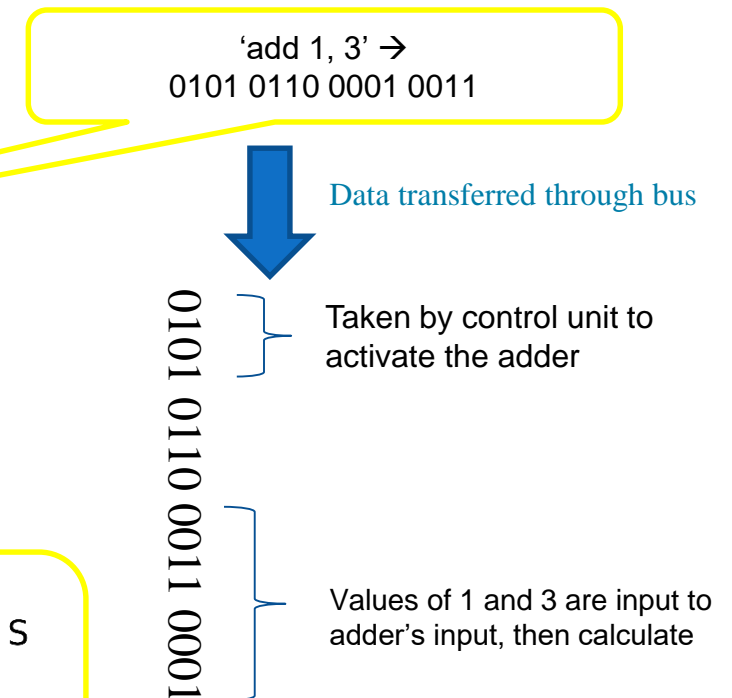 ‘add 1, 3’ →
0101 0110 0001 0011
Data transferred through bus
0101 0110 0011 0001
Taken by control unit to
activate the adder
Values of 1 and 3 are input to
adder’s input, then calculate
S